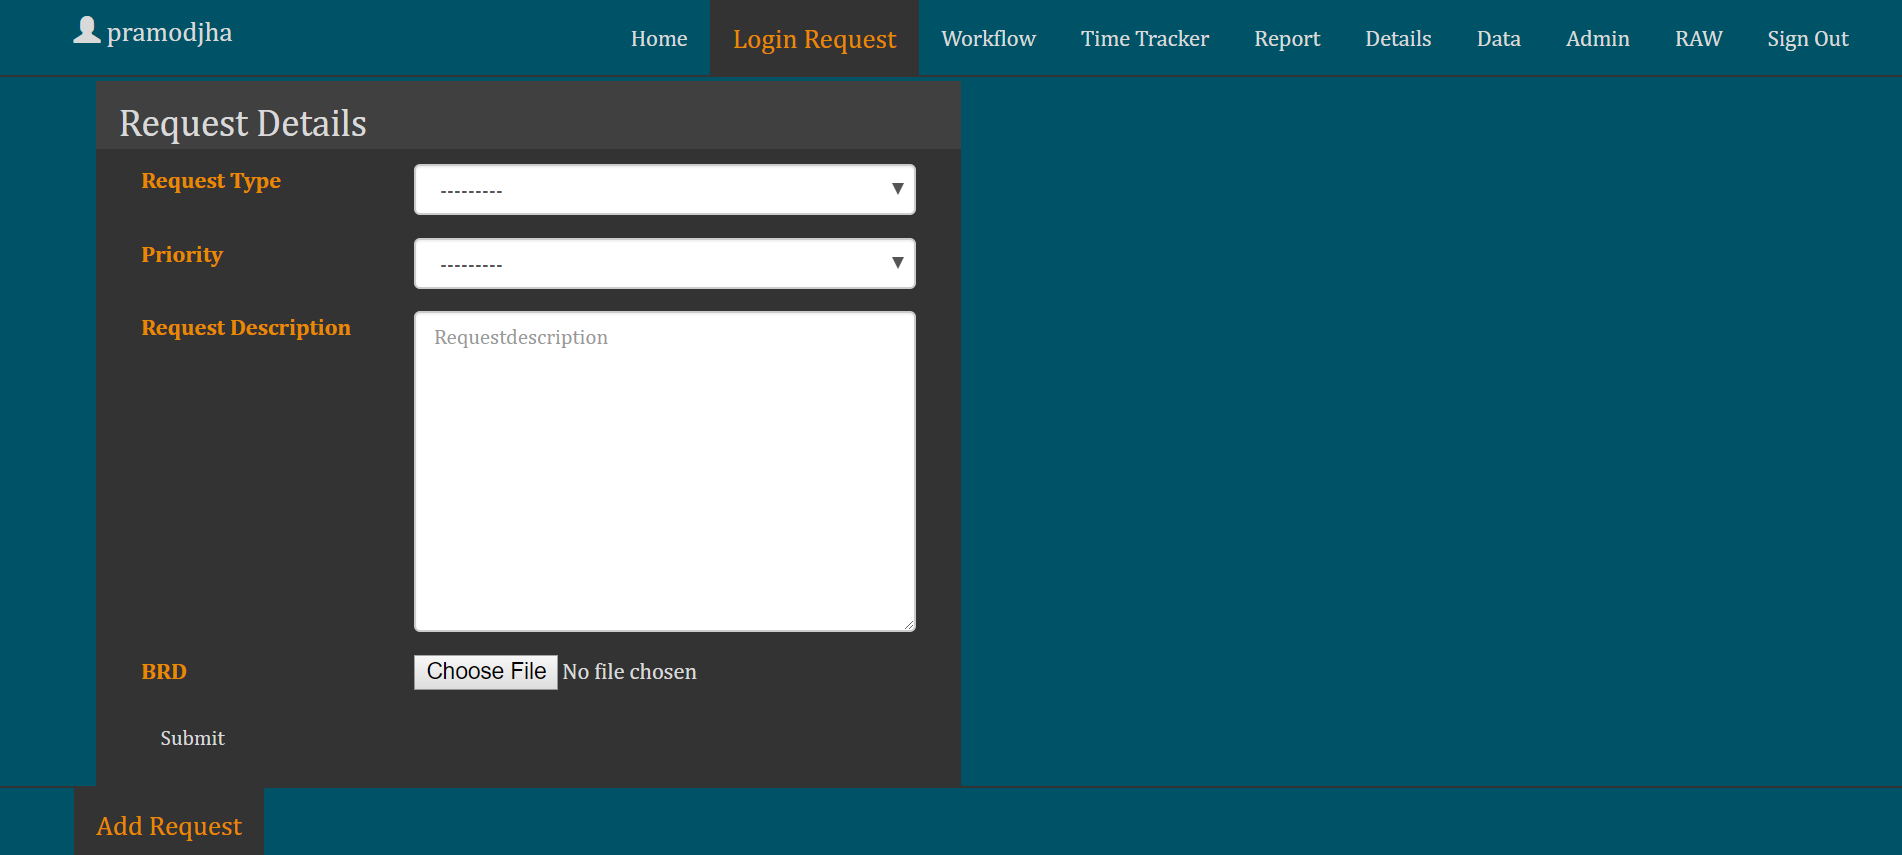 pramodjha
Home Login Request Workflow Time Tracker Report Details Data Admin RAW Sign Out
Request Details
Request Type ---------
Priority ---------
Request Description Requestdescription
BRD Choose File No file chosen
Submit
Add Request